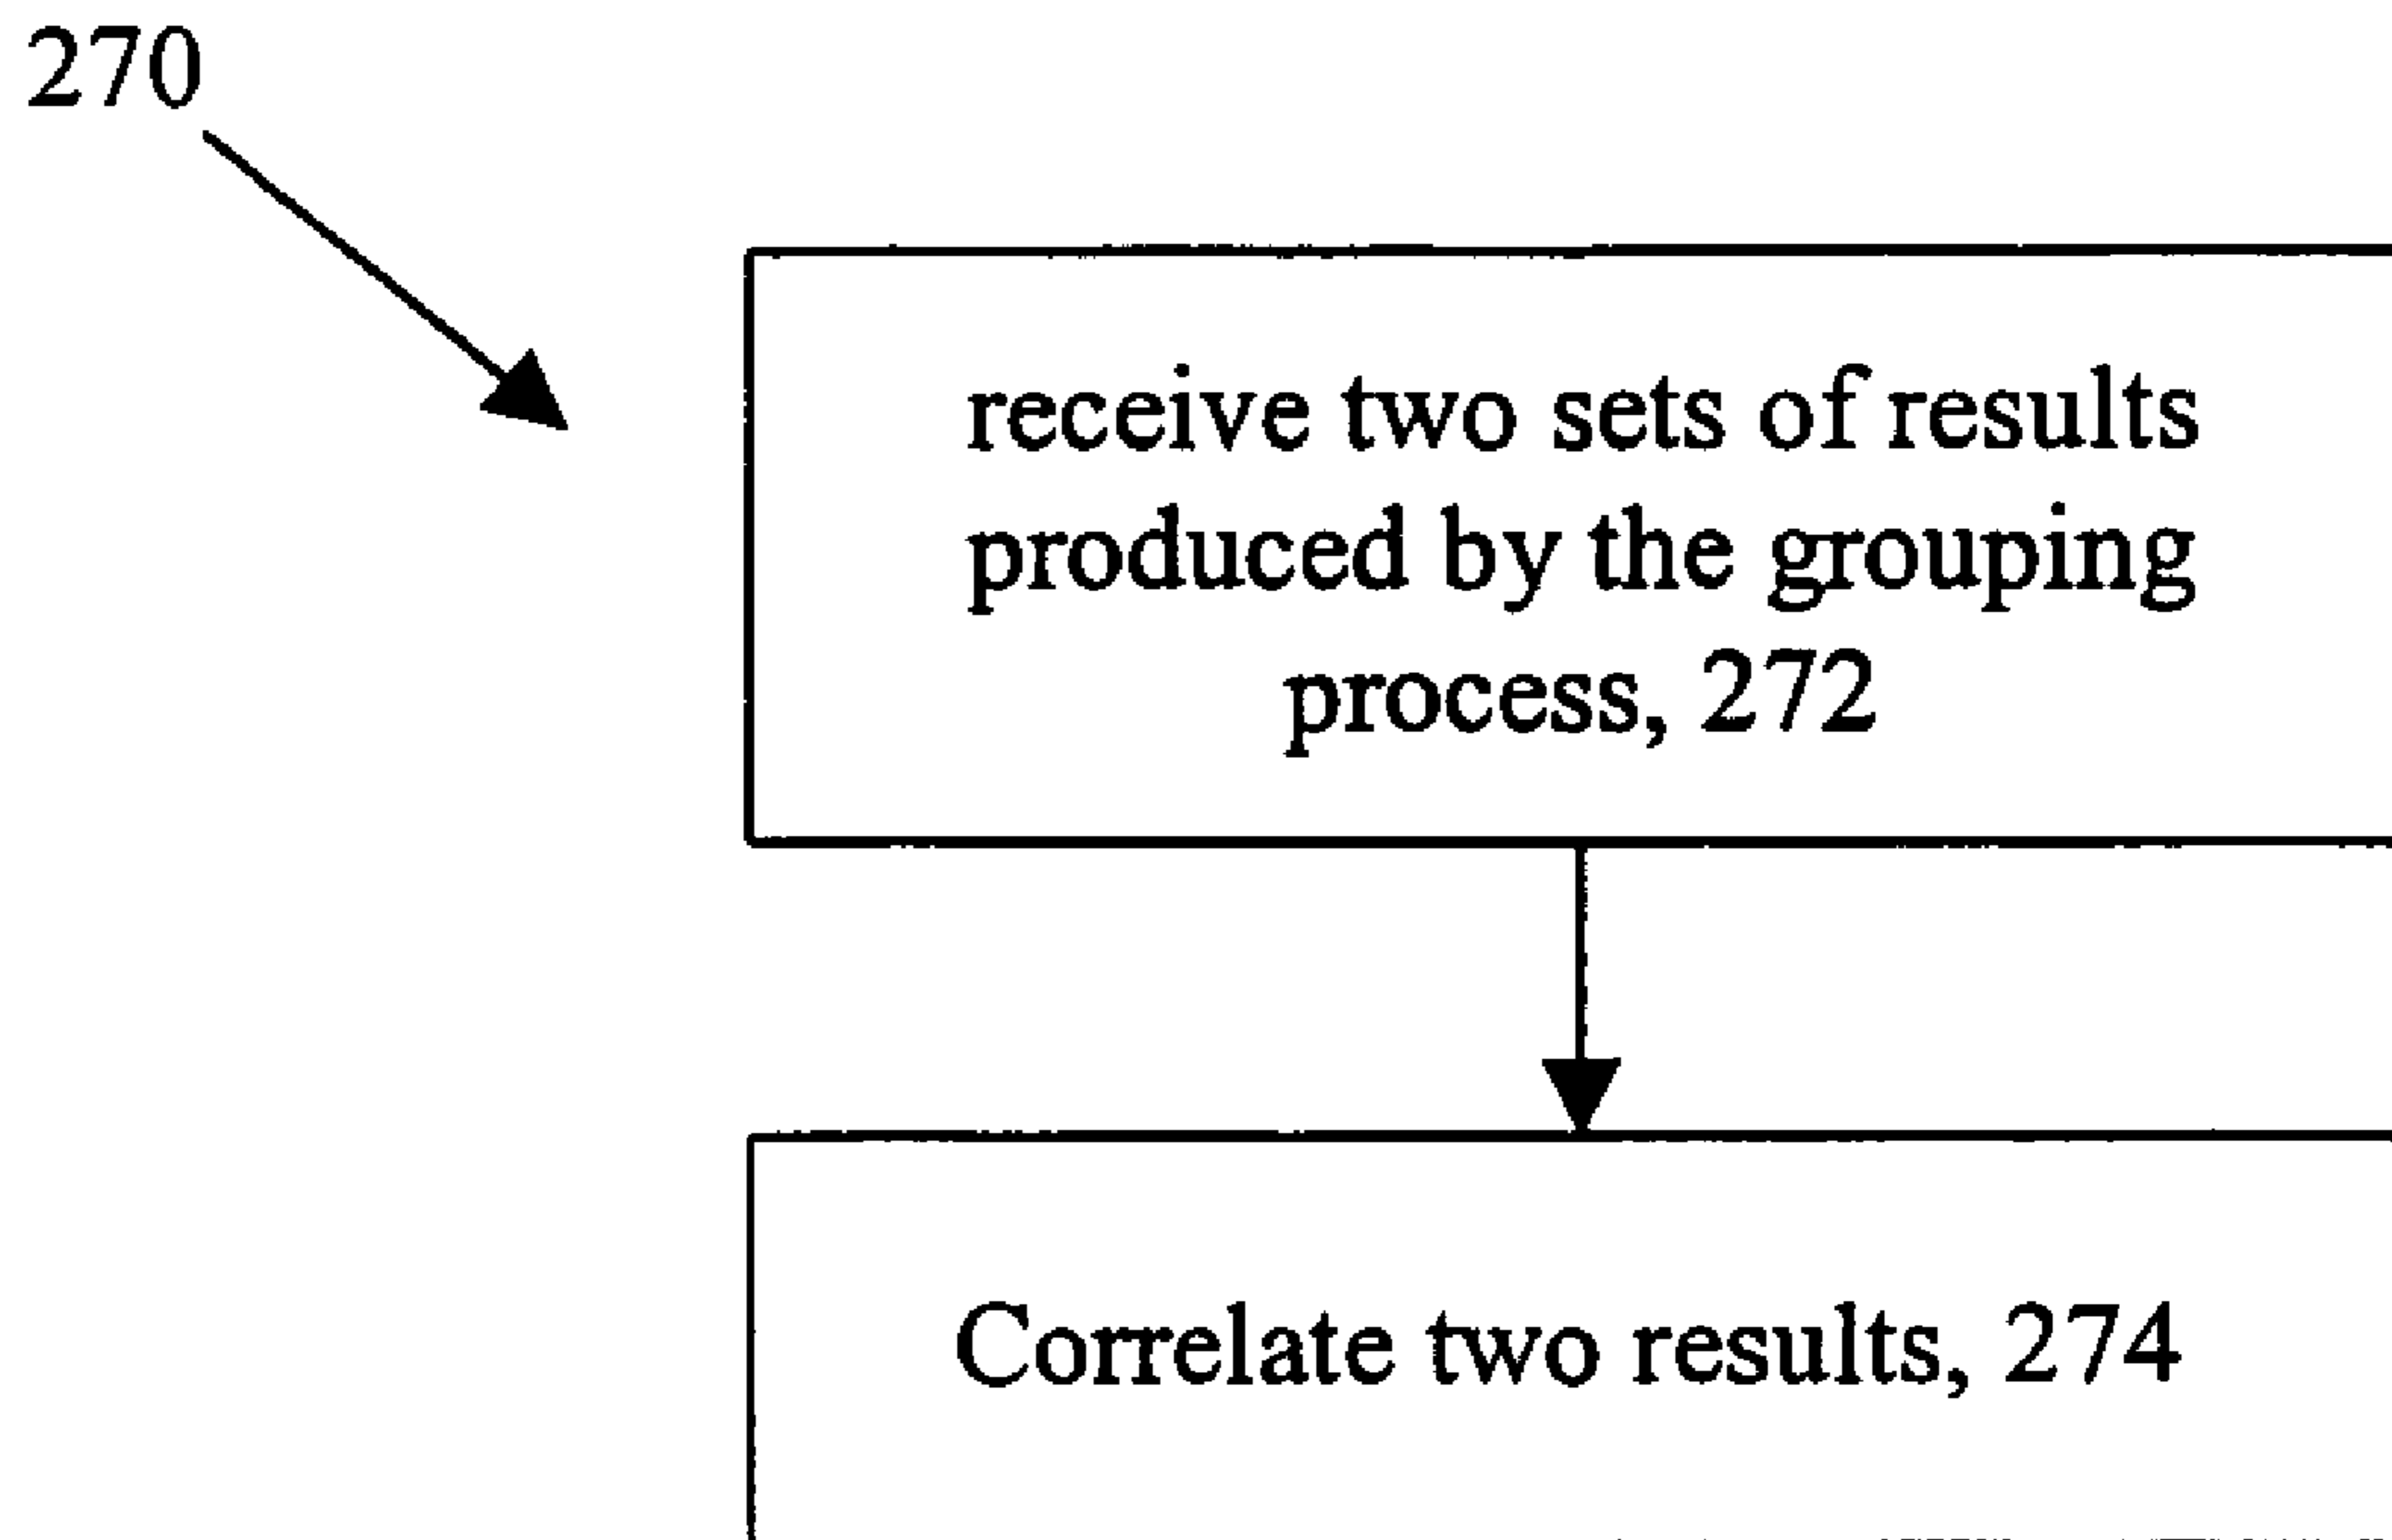 270
receive two sets of results
produced by the grouping
process, 272
Correlate two results, 274